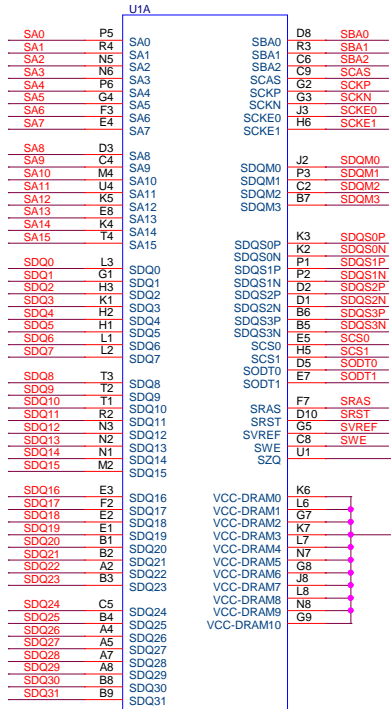 U1A
SA0 P5 SA0 SBA0 D8 SBA0
SA1 R4 SA1 SBA1 R3 SBA1
SA2 N5 SA2 SBA2 C6 SBA2
SA3 N6 SA3 SCAS C9 SCAS
SA4 P6 SA4 SCKP G2 SCKP
SA5 G4 SA5 SCKN G3 SCKN
SA6 F3 SA6 SCKE0 J3 SCKE0
SA7 E4 SA7 SCKE1 H6 SCKE1
SA8 D3 SA8
SA9 C4 SA9 SDQM0 J2 SDQM0
SA10 M4 SA10 SDQM1 P3 SDQM1
SA11 U4 SA11 SDQM2 C2 SDQM2
SA12 K5 SA12 SDQM3 B7 SDQM3
SA13 E8 SA13
SA14 K4 SA14
SA15 T4 SA15 SDQS0P K3 SDQS0P
SDQS0N K2 SDQS0N
SDQ0 L3 SDQ0 SDQS1P P1 SDQS1P
SDQ1 G1 SDQ1 SDQS1N P2 SDQS1N
SDQ2 H3 SDQ2 SDQS2P D2 SDQS2P
SDQ3 K1 SDQ3 SDQS2N D1 SDQS2N
SDQ4 H2 SDQ4 SDQS3P B6 SDQS3P
SDQ5 H1 SDQ5 SDQS3N B5 SDQS3N
SDQ6 L1 SDQ6 SCS0 E5 SCS0
SDQ7 L2 SDQ7 SCS1 H5 SCS1
SODT0 D5 SODT0
SDQ8 T3 SDQ8 SODT1 E7 SODT1
SDQ9 T2 SDQ9
SDQ10 T1 SDQ10 SRAS F7 SRAS
SDQ11 R2 SDQ11 SRST D10 SRST
SDQ12 N3 SDQ12 SVREF G5 SVREF
SDQ13 N2 SDQ13 SWE C8 SWE
SDQ14 N1 SDQ14 SZQ U1
SDQ15 M2 SDQ15
SDQ16 E3 SDQ16 VCC-DRAM K6
SDQ17 F2 SDQ17 VCC-DRAM1 L6
SDQ18 E2 SDQ18 VCC-DRAM2 G7
SDQ19 E1 SDQ19 VCC-DRAM3 K7
SDQ20 B1 SDQ20 VCC-DRAM4 L7
SDQ21 B2 SDQ21 VCC-DRAM5 N7
SDQ22 A2 SDQ22 VCC-DRAM6 G8
SDQ23 B3 SDQ23 VCC-DRAM7 J8
VCC-DRAM8 L8
SDQ24 C5 SDQ24 VCC-DRAM9 N8
SDQ25 B4 SDQ25 VCC-DRAM10 G9
SDQ26 A4 SDQ26
SDQ27 A5 SDQ27
SDQ28 A7 SDQ28
SDQ29 A8 SDQ29
SDQ30 B8 SDQ30
SDQ31 B9 SDQ31